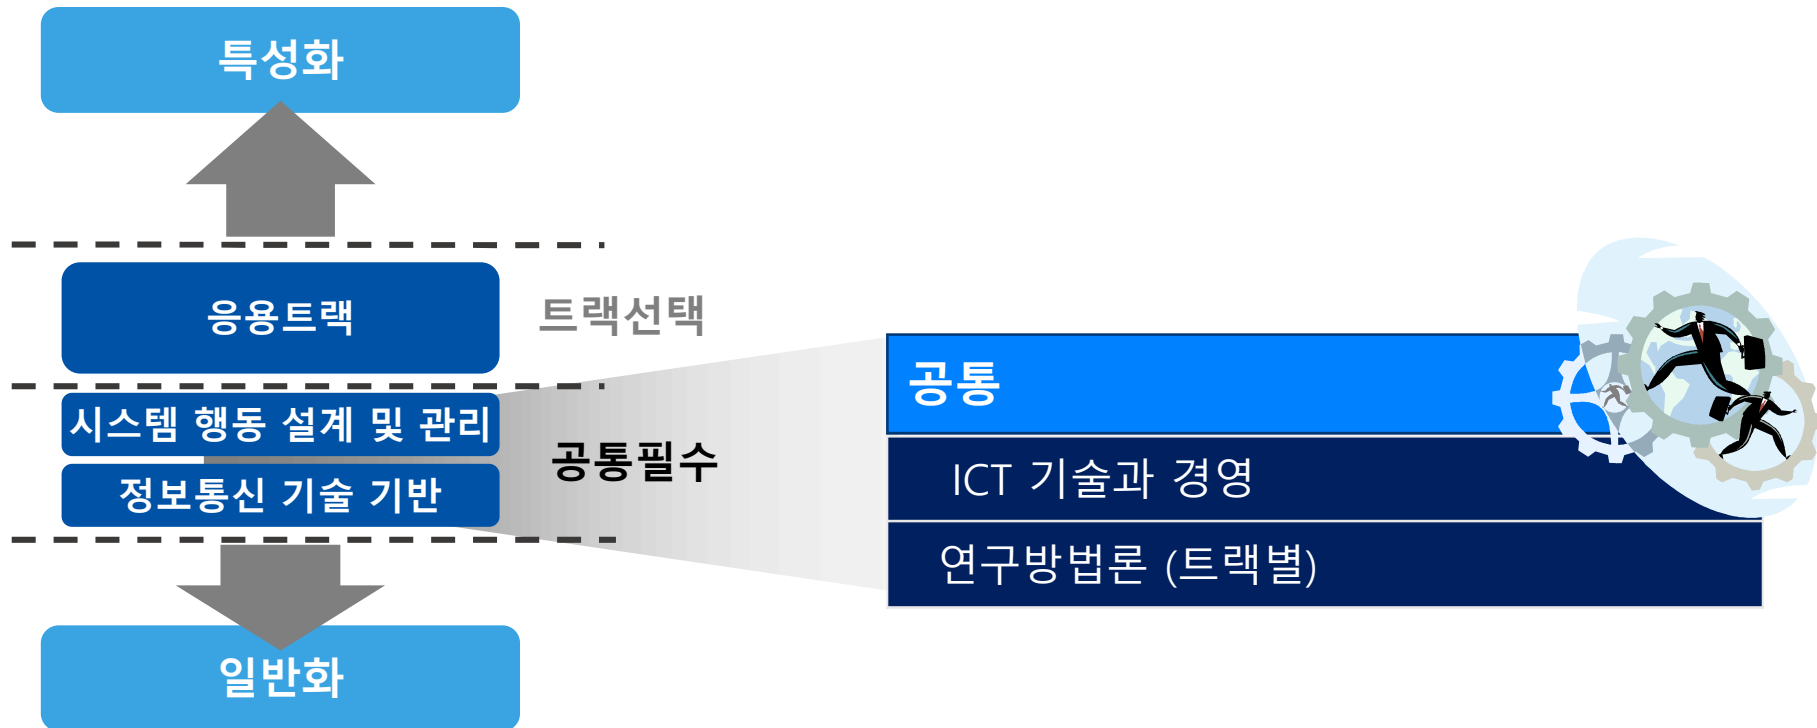 특성화
응용트랙
트랙선택
시스템 행동 설계 및 관리
정보통신 기술 기반
공통필수
일반화
공통
ICT 기술과 경영
연구방법론 (트랙별)